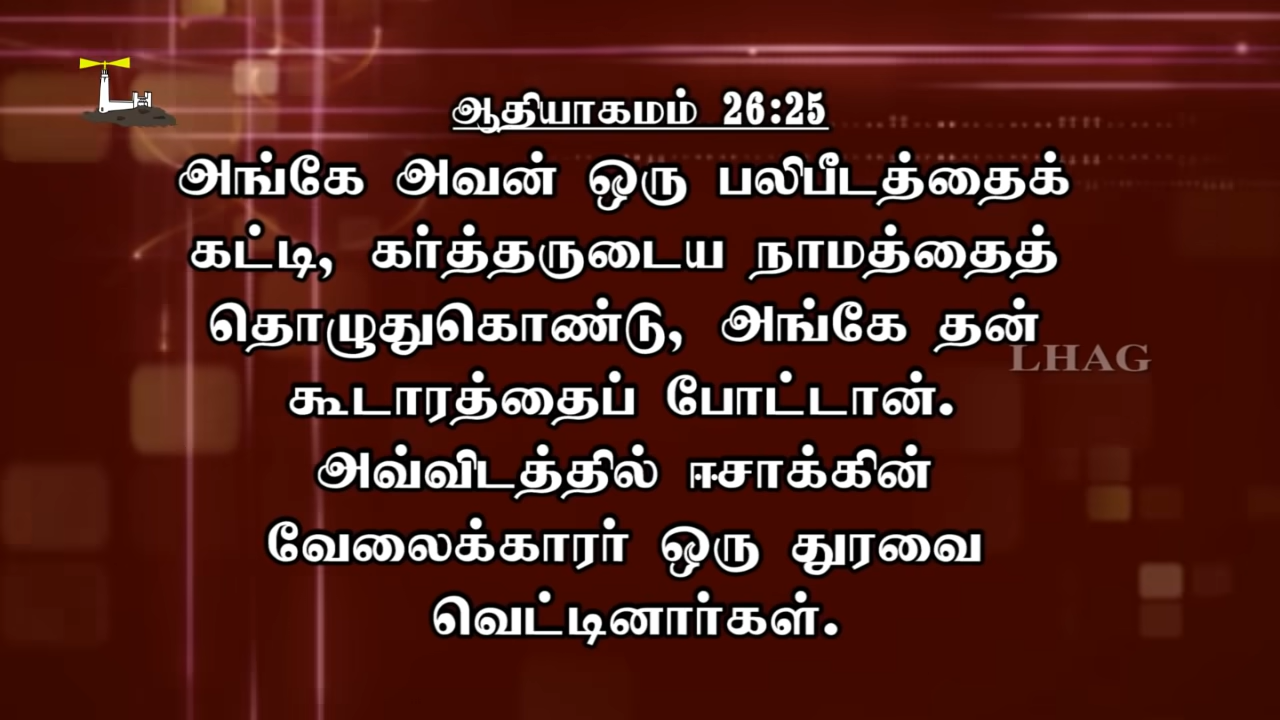 ஆதியாகமம் 26:25
அங்கே அவன் ஒரு பலிபீடத்தைக்
கட்டி, கர்த்தருடைய நாமத்தைத்
தொழுதுகொண்டு, அங்கே தன்
LHAG
கூடாரத்தைப் போட்டான்.
அவ்விடத்தில் ஈசாக்கின்
வேலைக்காரர் ஒரு துரவை
வெட்டினார்கள்.